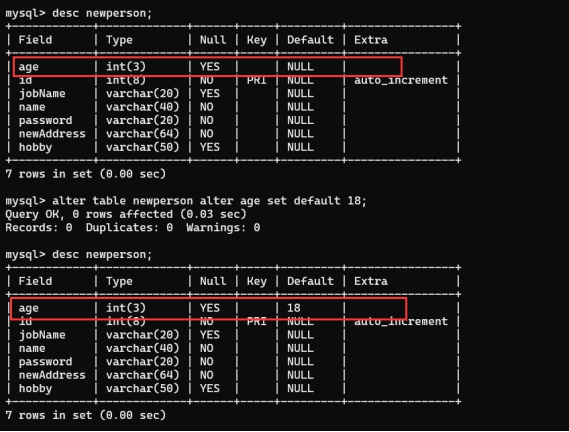 mysql> desc newperson;
+------------+-------------+------+-----+---------+----------------+
| Field      | Type        | Null | Key | Default | Extra          |
+------------+-------------+------+-----+---------+----------------+
| age        | int(3)      | YES  |     | NULL    |                |
| id         | int(8)      | NO   | PRI | NULL    | auto_increment |
| jobName    | varchar(20) | YES  |     | NULL    |                |
| name       | varchar(40) | NO   |     | NULL    |                |
| password   | varchar(20) | NO   |     | NULL    |                |
| newAddress | varchar(64) | NO   |     | NULL    |                |
| hobby      | varchar(50) | YES  |     | NULL    |                |
+------------+-------------+------+-----+---------+----------------+
7 rows in set (0.00 sec)
mysql> alter table newperson alter age set default 18;
Query OK, 0 rows affected (0.03 sec)
Records: 0  Duplicates: 0  Warnings: 0
mysql> desc newperson;
+------------+-------------+------+-----+---------+----------------+
| Field      | Type        | Null | Key | Default | Extra          |
+------------+-------------+------+-----+---------+----------------+
| age        | int(3)      | YES  |     | 18      |                |
| id         | int(8)      | NO   | PRI | NULL    | auto_increment |
| jobName    | varchar(20) | YES  |     | NULL    |                |
| name       | varchar(40) | NO   |     | NULL    |                |
| password   | varchar(20) | NO   |     | NULL    |                |
| newAddress | varchar(64) | NO   |     | NULL    |                |
| hobby      | varchar(50) | YES  |     | NULL    |                |
+------------+-------------+------+-----+---------+----------------+
7 rows in set (0.00 sec)